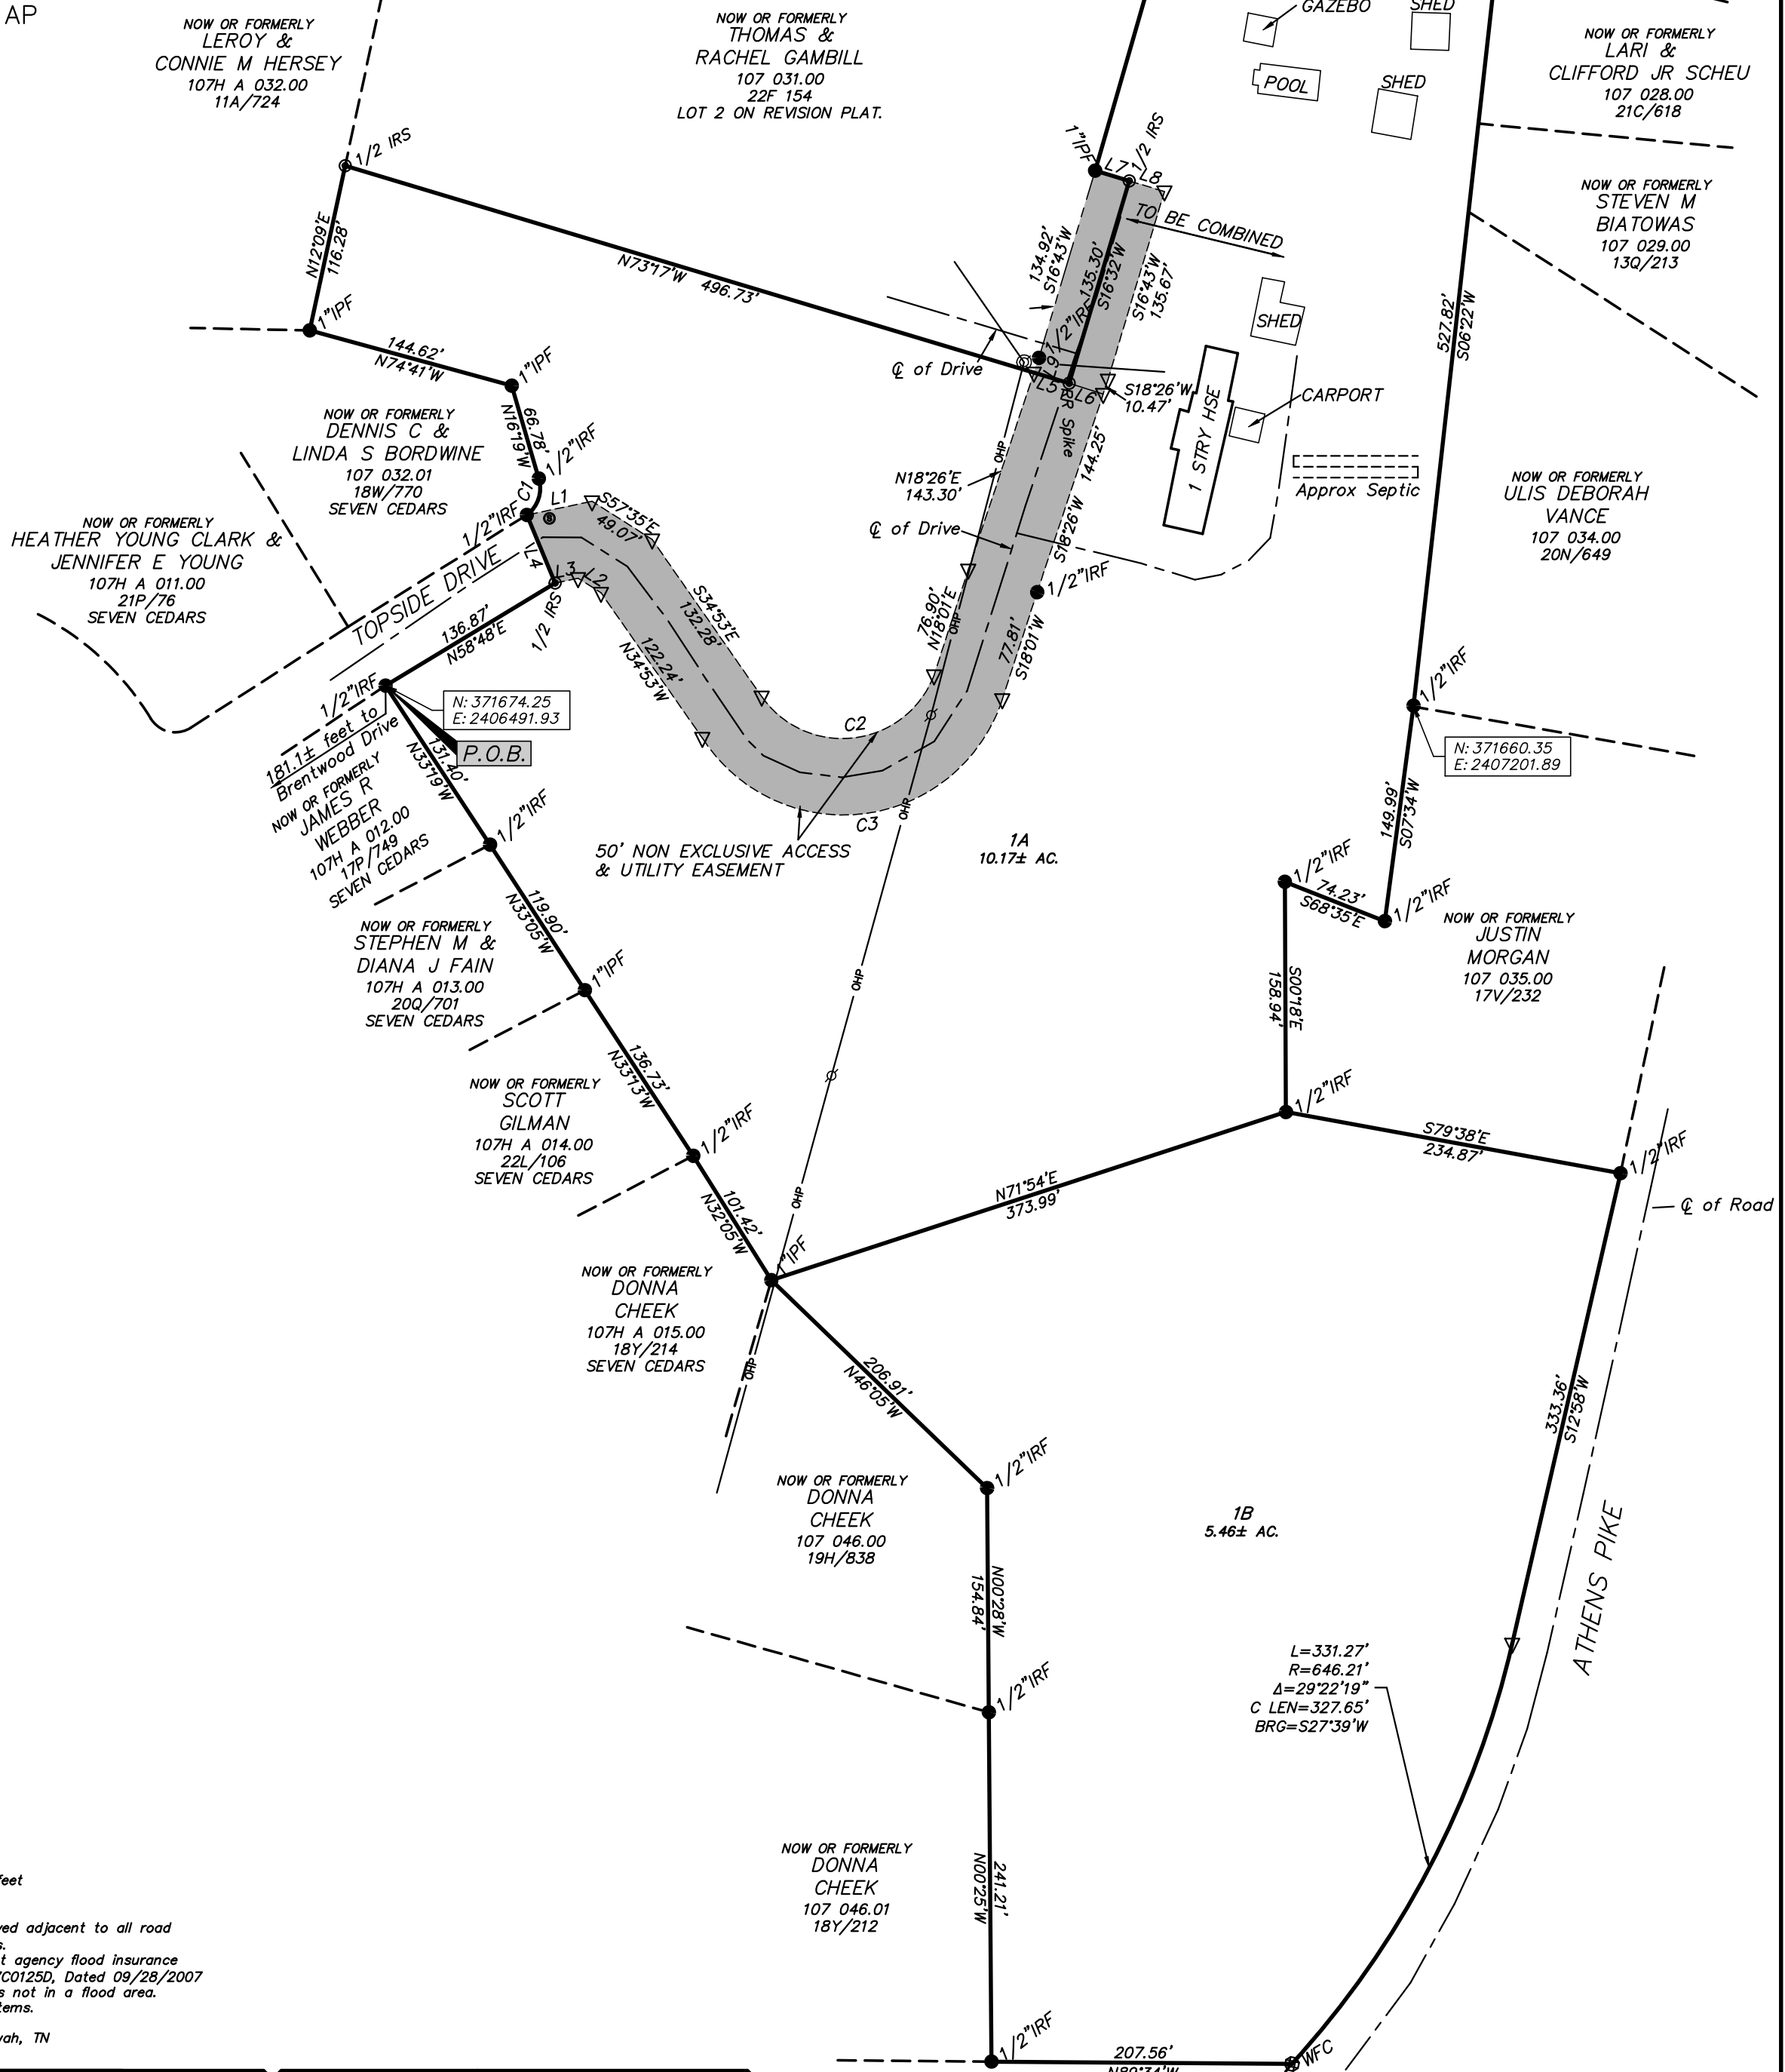 AP
NOW OR FORMERLY
LEROY &
CONNIE M HERSEY
107H A 032.00
11A/724
NOW OR FORMERLY
THOMAS &
RACHEL GAMBILL
107 031.00
22F 154
LOT 2 ON REVISION PLAT.
GAZEBO
SHED
POOL
SHED
NOW OR FORMERLY
LARI &
CLIFFORD JR SCHEU
107 028.00
21C/618
NOW OR FORMERLY
STEVEN M
BIATOWAS
107 029.00
13Q/213
1/2 IRS
1"IPF
L7
1/2 IRS
L8
TO BE COMBINED
N12°09'E
116.28'
1"IPF
N73°17'W 496.73'
134.92'
S16°43'W
135.30'
S16°32'W
S16°43'W
135.67'
1/2"IRF
L9
L5
L6
RR Spike
℄ of Drive
S18°26'W
10.47'
SHED
1 STRY HSE
CARPORT
Approx Septic
527.82'
S06°22'W
144.62'
N74°41'W
1"IPF
66.78'
N16°19'W
1/2"IRF
NOW OR FORMERLY
DENNIS C &
LINDA S BORDWINE
107 032.01
18W/770
SEVEN CEDARS
NOW OR FORMERLY
HEATHER YOUNG CLARK &
JENNIFER E YOUNG
107H A 011.00
21P/76
SEVEN CEDARS
C1
L1
1/2"IRF
S57°35'E
49.07'
L4
L3
L2
1/2 IRS
TOPSIDE DRIVE
136.87'
N58°48'E
OHP
N18°26'E
143.30'
℄ of Drive
144.25'
S18°26'W
1/2"IRF
NOW OR FORMERLY
ULIS DEBORAH
VANCE
107 034.00
20N/649
S34°53'E
132.28'
122.24'
N34°53'W
76.90'
N18°01'E
OHP
77.81'
S18°01'W
1/2"IRF
N: 371674.25
E: 2406491.93
P.O.B.
181.1± feet to
Brentwood Drive
C2
C3
OHP
50' NON EXCLUSIVE ACCESS
& UTILITY EASEMENT
1/2"IRF
N: 371660.35
E: 2407201.89
NOW OR FORMERLY
JAMES R
WEBBER
107H A 012.00
17P/749
SEVEN CEDARS
131.40'
N33°19'W
1/2"IRF
1A
10.17± AC.
149.99'
S07°34'W
1/2"IRF
74.23'
S68°35'E
1/2"IRF
NOW OR FORMERLY
JUSTIN
MORGAN
107 035.00
17V/232
NOW OR FORMERLY
STEPHEN M &
DIANA J FAIN
107H A 013.00
20Q/701
SEVEN CEDARS
119.90'
N33°05'W
1"IPF
OHP
S00°18'E
158.94'
NOW OR FORMERLY
SCOTT
GILMAN
107H A 014.00
22L/106
SEVEN CEDARS
136.73'
N33°13'W
1/2"IRF
1/2"IRF
S79°38'E
234.87'
1/2"IRF
℄ of Road
N71°54'E
373.99'
OHP
101.42'
N32°05'W
1"IPF
NOW OR FORMERLY
DONNA
CHEEK
107H A 015.00
18Y/214
SEVEN CEDARS
OHP
206.91'
N46°05'W
1/2"IRF
333.36'
S12°58'W
NOW OR FORMERLY
DONNA
CHEEK
107 046.00
19H/838
1B
5.46± AC.
ATHENS PIKE
N00°28'W
154.84'
1/2"IRF
L=331.27'
R=646.21'
Δ=29°22'19"
C LEN=327.65'
BRG=S27°39'W
NOW OR FORMERLY
DONNA
CHEEK
107 046.01
18Y/212
241.21'
N00°25'W
1/2"IRF
207.56'
WFC
feet
ved adjacent to all road
s.
t agency flood insurance
7C0125D, Dated 09/28/2007
s not in a flood area.
tems.
wah, TN